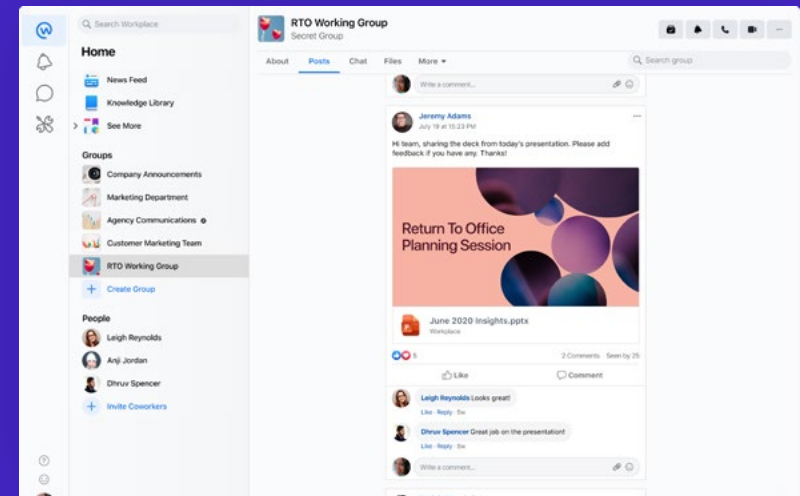 Search Workplace
Home
News Feed
Knowledge Library
See More
Groups
Company Announcements
Marketing Department
Agency Communications
Customer Marketing Team
RTO Working Group
Create Group
People
Leigh Reynolds
Anji Jordan
Dhruv Spencer
Invite Coworkers
RTO Working Group
Secret Group
About Posts Chat Files More
Search group
Write a comment...
Jeremy Adams
July 19 at 15:23 PM
Hi team, sharing the deck from today's presentation. Please add
feedback if you have any. Thanks!
Return To Office
Planning Session
June 2020 Insights.pptx
Workplace
5
2 Comments Seen by 25
Like Comment
Leigh Reynolds Looks great!
Like · Reply · 5w
Dhruv Spencer Great job on the presentation!
Like · Reply · 5w
Write a comment...